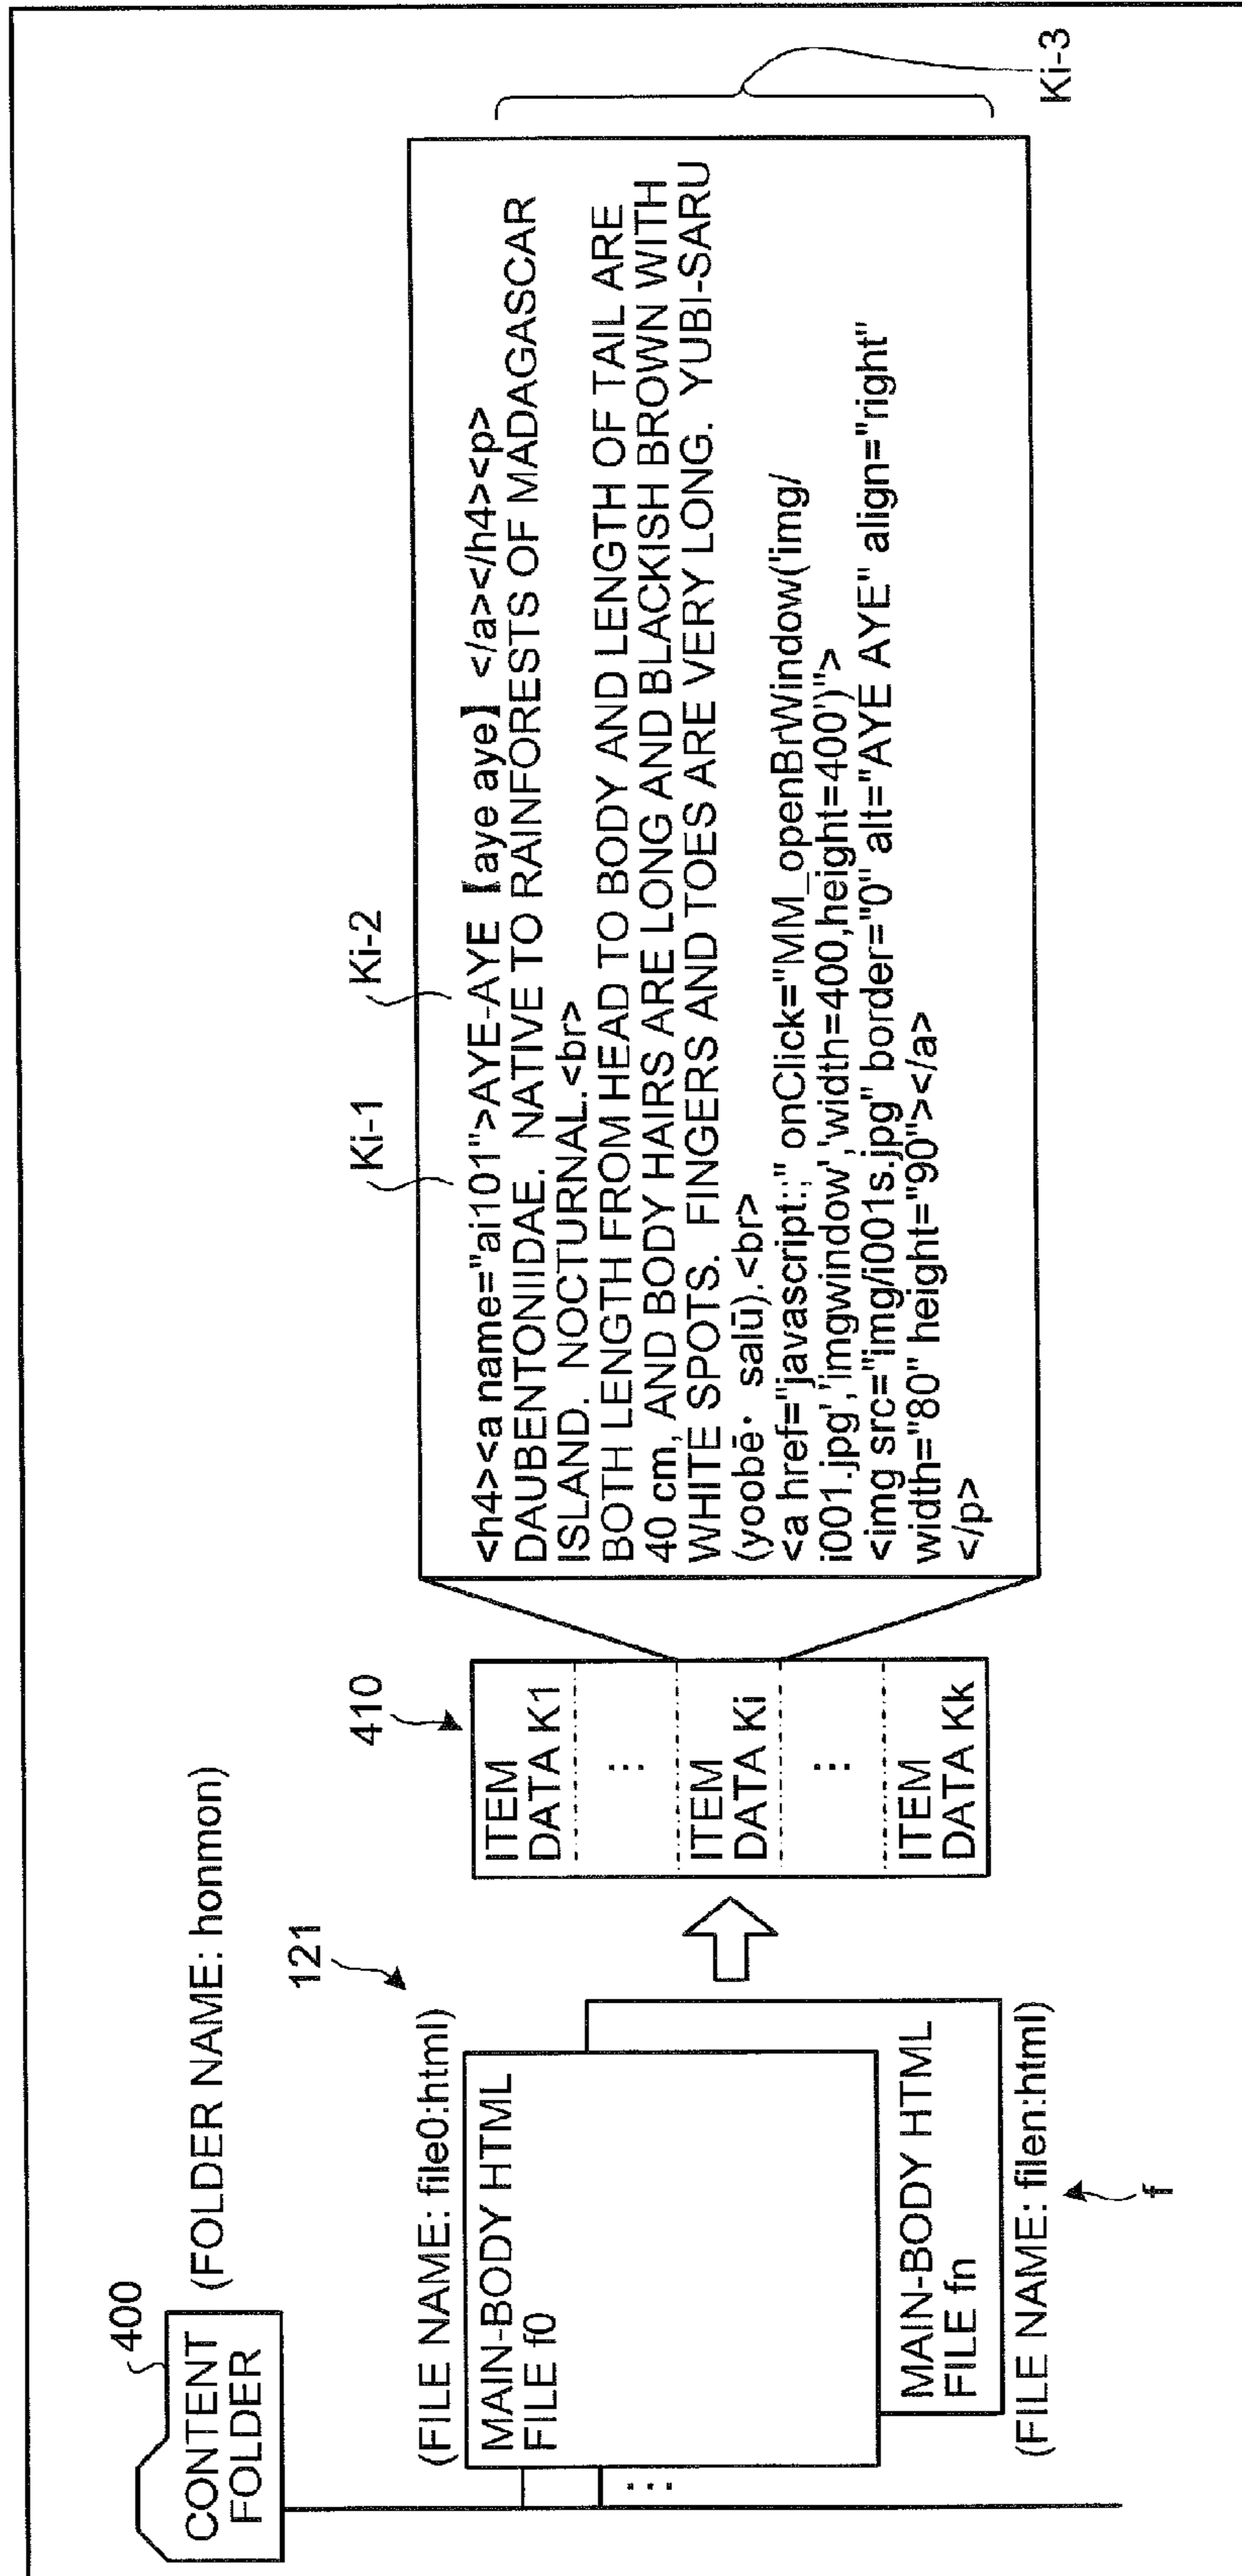 400
CONTENT
FOLDER
(FOLDER NAME: honmon)
121
(FILE NAME: file0:html)
MAIN-BODY HTML
FILE f0
...
MAIN-BODY HTML
FILE fn
(FILE NAME: filen:html)
f
410
ITEM
DATA K1
...
ITEM
DATA Ki
...
ITEM
DATA Kk
Ki-1
Ki-2
<h4><a name="ai101">AYE-AYE【aye aye】</a></h4><p>
DAUBENTONIIDAE. NATIVE TO RAINFORESTS OF MADAGASCAR
ISLAND. NOCTURNAL.<br>
BOTH LENGTH FROM HEAD TO BODY AND LENGTH OF TAIL ARE
40 cm, AND BODY HAIRS ARE LONG AND BLACKISH BROWN WITH
WHITE SPOTS. FINGERS AND TOES ARE VERY LONG. YUBI-SARU
(yoobē· salū).<br>
<a href="javascript:;" onClick="MM_openBrWindow('img/
i001.jpg','imgwindow','width=400,height=400')">
<img src="img/i001s.jpg" border="0" alt="AYE AYE" align="right"
width="80" height="90"></a>
</p>
Ki-3